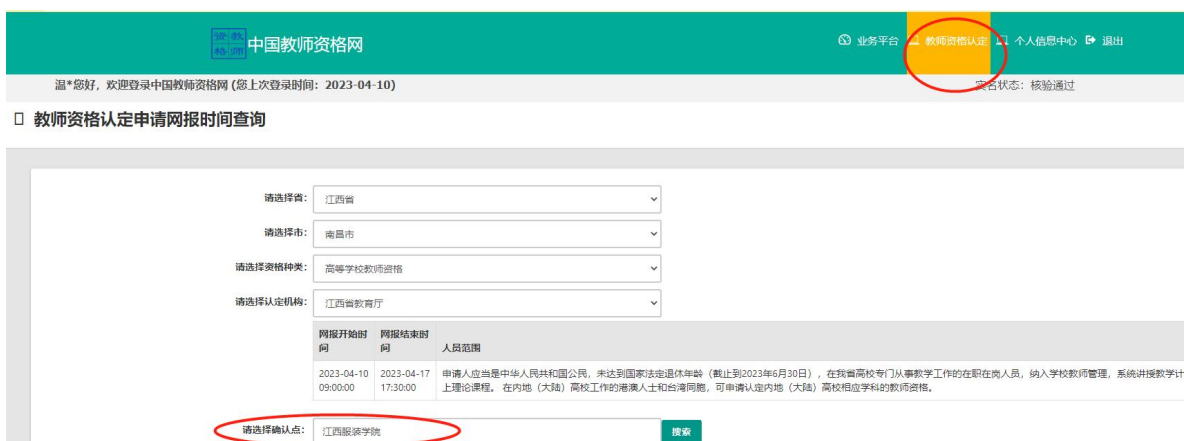 资教
格师
中国教师资格网
业务平台 教师资格认定 个人信息中心 退出
温*您好，欢迎登录中国教师资格网 (您上次登录时间：2023-04-10)
实名状态：核验通过
教师资格认定申请网报时间查询
请选择省： 江西省
请选择市： 南昌市
请选择资格种类： 高等学校教师资格
请选择认定机构： 江西省教育厅
网报开始时间 网报结束时间 人员范围
2023-04-10 09:00:00 2023-04-17 17:30:00 申请人应当是中华人民共和国公民，未达到国家法定退休年龄（截止到2023年6月30日），在我省高校专门从事教学工作的在职在岗人员，纳入学校教师管理，系统讲授教学计
上理论课程。 在内地（大陆）高校工作的港澳人士和台湾同胞，可申请认定内地（大陆）高校相应学科的教师资格。
请选择确认点： 江西服装学院 搜索